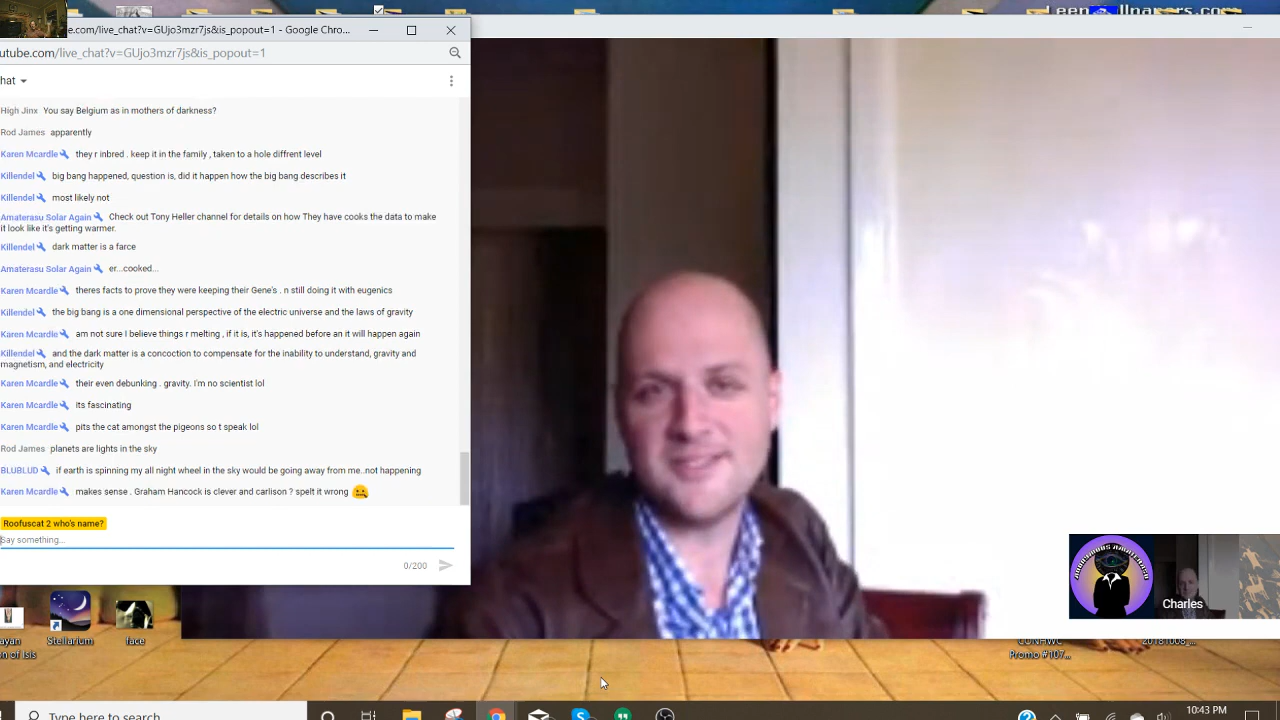 Teen Wallpapers.com
e.com/live_chat?v=GUjo3mzr7js&is_popout=1 - Google Chro...
utube.com/live_chat?v=GUjo3mzr7js&is_popout=1
hat
High Jinx You say Belgium as in mothers of darkness?
Rod James apparently
Karen Mcardle they r inbred . keep it in the family , taken to a hole diffrent level
Killendel big bang happened, question is, did it happen how the big bang describes it
Killendel most likely not
Amaterasu Solar Again Check out Tony Heller channel for details on how They have cooks the data to make
it look like it's getting warmer.
Killendel dark matter is a farce
Amaterasu Solar Again er...cooked...
Karen Mcardle theres facts to prove they were keeping their Gene's . n still doing it with eugenics
Killendel the big bang is a one dimensional perspective of the electric universe and the laws of gravity
Karen Mcardle am not sure I believe things r melting , if it is, it's happened before an it will happen again
Killendel and the dark matter is a concoction to compensate for the inability to understand, gravity and
magnetism, and electricity
Karen Mcardle their even debunking . gravity. I'm no scientist lol
Karen Mcardle its fascinating
Karen Mcardle pits the cat amongst the pigeons so t speak lol
Rod James planets are lights in the sky
BLUBLUD if earth is spinning my all night wheel in the sky would be going away from me..not happening
Karen Mcardle makes sense . Graham Hancock is clever and carlison ? spelt it wrong
Roofuscat 2 who's name?
Say something...
0/200
Charles
ayan
on of Isis
Stellarium
face
CONHWC
Promo #107...
20181008_...
Type here to search
10:43 PM